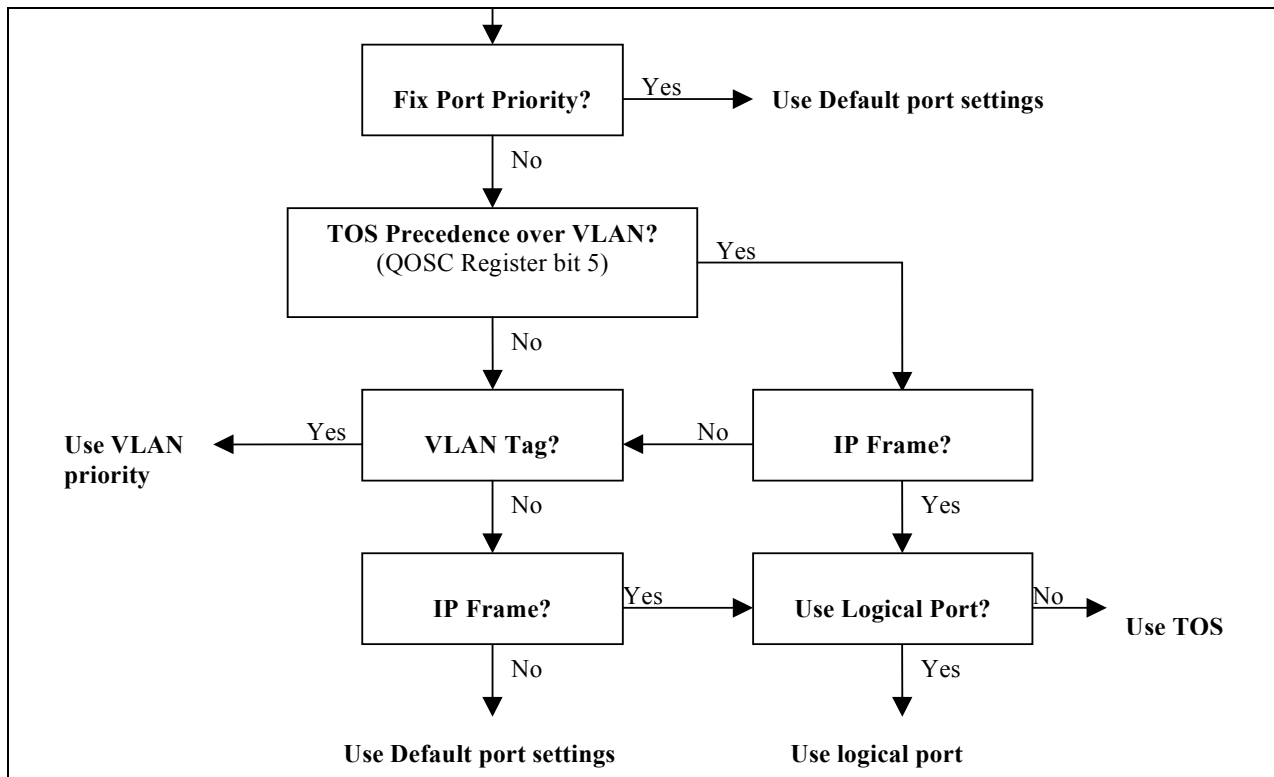 Fix Port Priority?
Yes
Use Default port settings
No
TOS Precedence over VLAN?
(QOSC Register bit 5)
Yes
No
Use VLAN
priority
Yes
VLAN Tag?
No
IP Frame?
No
Yes
IP Frame?
Yes
Use Logical Port?
No
Use TOS
No
Yes
Use Default port settings
Use logical port